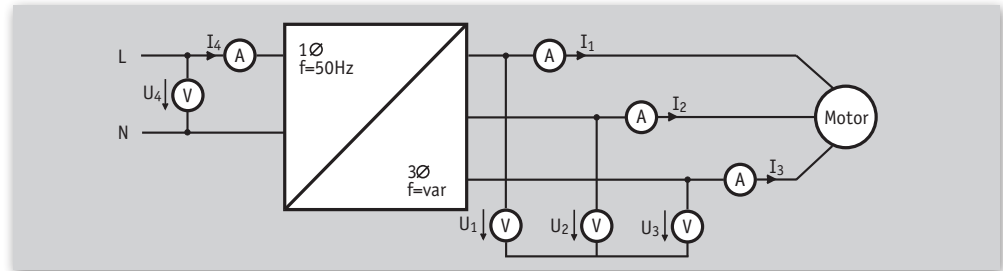 L
I4
A
U4
V
N
1Ø
f=50Hz
3Ø
f=var
A
I1
A
I2
A
I3
Motor
U1
V
U2
V
U3
V